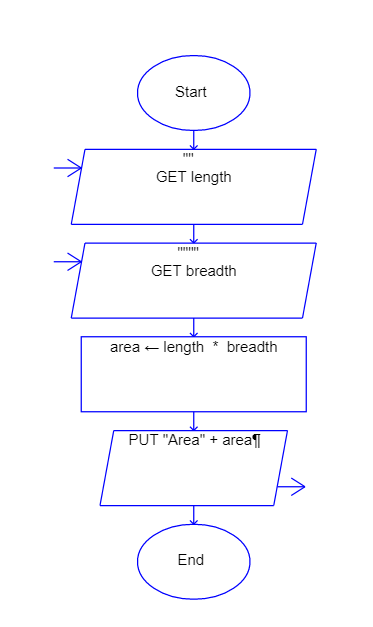 Start
""
GET length
"""""
GET breadth
area ← length * breadth
PUT "Area" + area¶
End